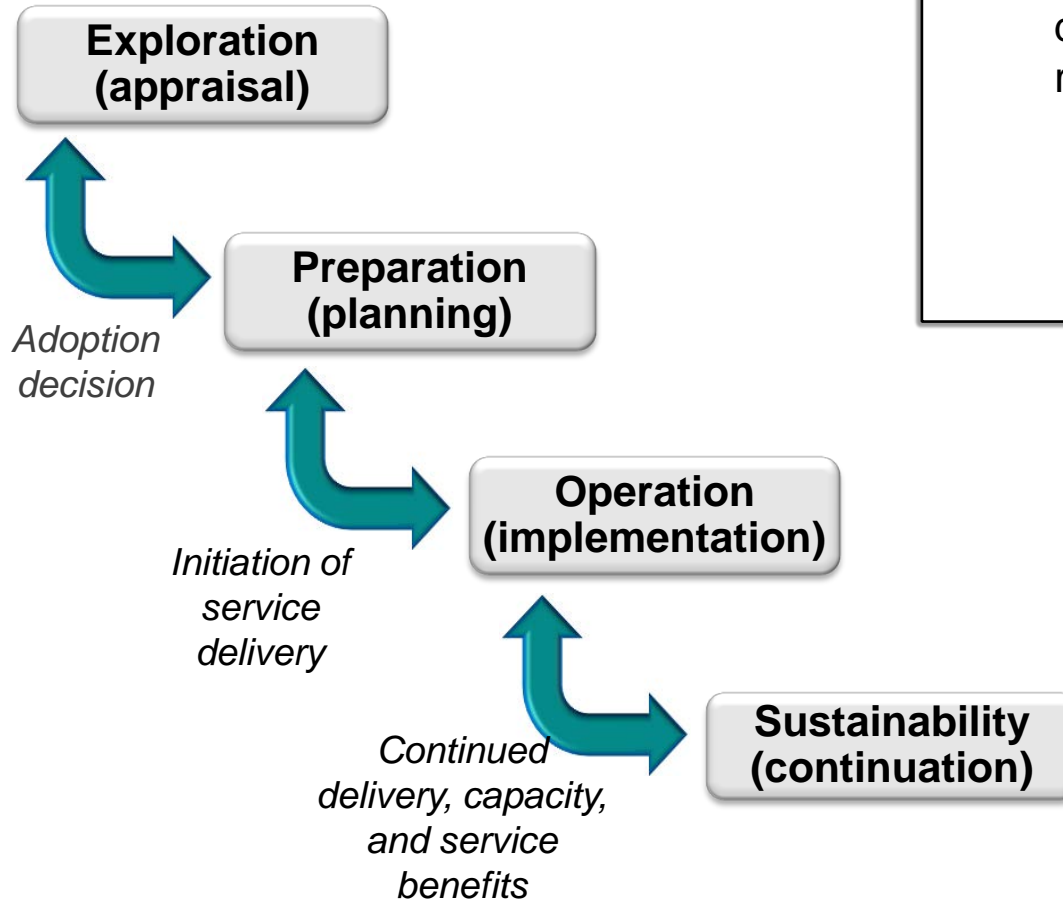 Exploration
(appraisal)
Preparation
(planning)
Adoption
decision
Operation
(implementation)
Initiation of
service
delivery
Sustainability
(continuation)
Continued
delivery, capacity,
and service
benefits